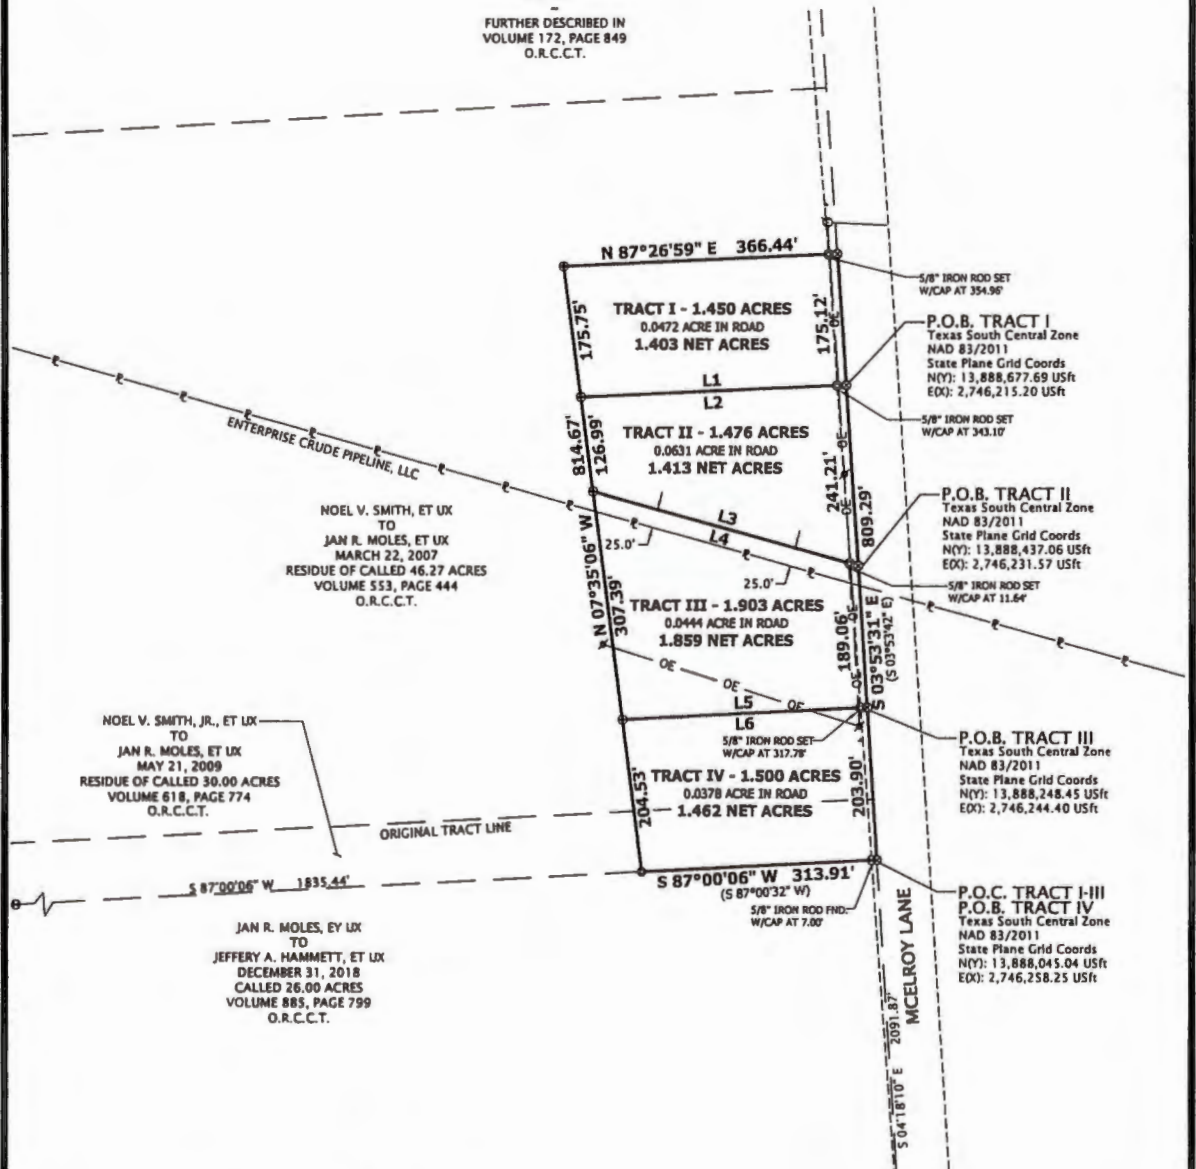 FURTHER DESCRIBED IN
VOLUME 172, PAGE 849
O.R.C.C.T.
N 87°26'59" E 366.44'
5/8" IRON ROD SET
W/CAP AT 354.96'
175.75'
TRACT I - 1.450 ACRES
0.0472 ACRE IN ROAD
1.403 NET ACRES
175.12'
OE
P.O.B. TRACT I
Texas South Central Zone
NAD 83/2011
State Plane Grid Coords
N(Y): 13,888,677.69 USft
E(X): 2,746,215.20 USft
L1
L2
5/8" IRON ROD SET
W/CAP AT 343.10'
ENTERPRISE CRUDE PIPELINE, LLC
814.67'
126.99'
TRACT II - 1.476 ACRES
0.0631 ACRE IN ROAD
1.413 NET ACRES
OE
241.21'
OE
809.29'
P.O.B. TRACT II
Texas South Central Zone
NAD 83/2011
State Plane Grid Coords
N(Y): 13,888,437.06 USft
E(X): 2,746,231.57 USft
5/8" IRON ROD SET
W/CAP AT 11.64'
NOEL V. SMITH, ET UX
TO
JAN R. MOLES, ET UX
MARCH 22, 2007
RESIDUE OF CALLED 46.27 ACRES
VOLUME 553, PAGE 444
O.R.C.C.T.
L3
L4
25.0'
25.0'
N 07°35'06" W
307.39'
TRACT III - 1.903 ACRES
0.0444 ACRE IN ROAD
1.859 NET ACRES
OE
189.06'
OE
S 03°53'31" E
(S 03°53'42" E)
OE
OE
OE
L5
L6
5/8" IRON ROD SET
W/CAP AT 317.78'
P.O.B. TRACT III
Texas South Central Zone
NAD 83/2011
State Plane Grid Coords
N(Y): 13,888,248.45 USft
E(X): 2,746,244.40 USft
NOEL V. SMITH, JR., ET UX
TO
JAN R. MOLES, ET UX
MAY 21, 2009
RESIDUE OF CALLED 30.00 ACRES
VOLUME 618, PAGE 774
O.R.C.C.T.
204.53'
TRACT IV - 1.500 ACRES
0.0378 ACRE IN ROAD
1.462 NET ACRES
203.90'
ORIGINAL TRACT LINE
S 87°00'06" W 1835.44'
S 87°00'06" W 313.91'
(S 87°00'32" W)
5/8" IRON ROD FND.
W/CAP AT 7.00'
P.O.C. TRACT I-III
P.O.B. TRACT IV
Texas South Central Zone
NAD 83/2011
State Plane Grid Coords
N(Y): 13,888,045.04 USft
E(X): 2,746,258.25 USft
JAN R. MOLES, EY UX
TO
JEFFERY A. HAMMETT, ET UX
DECEMBER 31, 2018
CALLED 26.00 ACRES
VOLUME 885, PAGE 799
O.R.C.C.T.
MCELROY LANE
S 04°18'10" E 2091.87'